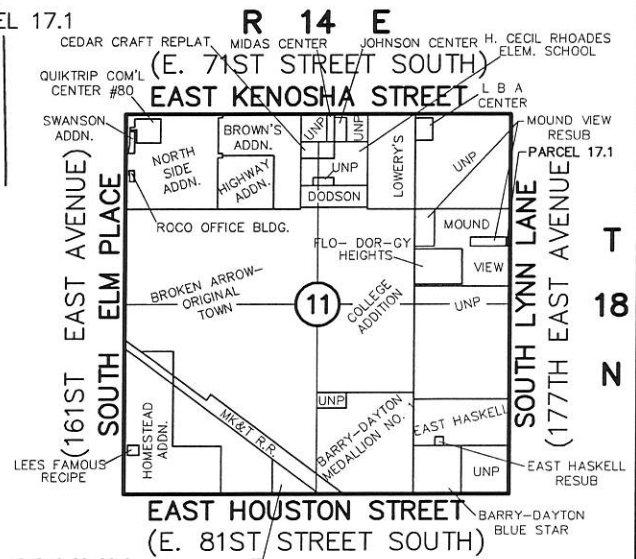 EL 17.1
R 14 E
CEDAR CRAFT REPLAT
MIDAS CENTER
JOHNSON CENTER
H. CECIL RHOADES
ELEM. SCHOOL
(E. 71ST STREET SOUTH)
QUIKTRIP COM'L
CENTER #80
EAST KENOSHA STREET
L B A
CENTER
SWANSON
ADDN.
MOUND VIEW
RESUB
PARCEL 17.1
NORTH
SIDE
ADDN.
BROWN'S
ADDN.
HIGHWAY
ADDN.
UNP
UNP
UNP
DODSON
LOWERY'S
UNP
ROCO OFFICE BLDG.
FLO- DOR-GY
HEIGHTS
MOUND
VIEW
(161ST EAST AVENUE)
SOUTH ELM PLACE
BROKEN ARROW-
ORIGINAL
TOWN
11
COLLEGE
ADDITION
UNP
SOUTH LYNN LANE
(177TH EAST AVENUE)
T
18
N
MK&T R.R.
UNP
BARRY-DAYTON
MEDALLION NO. 1
EAST HASKELL
HOMESTEAD
ADDN.
LEES FAMOUS
RECIPE
UNP
EAST HASKELL
RESUB
EAST HOUSTON STREET
BARRY-DAYTON
BLUE STAR
(E. 81ST STREET SOUTH)